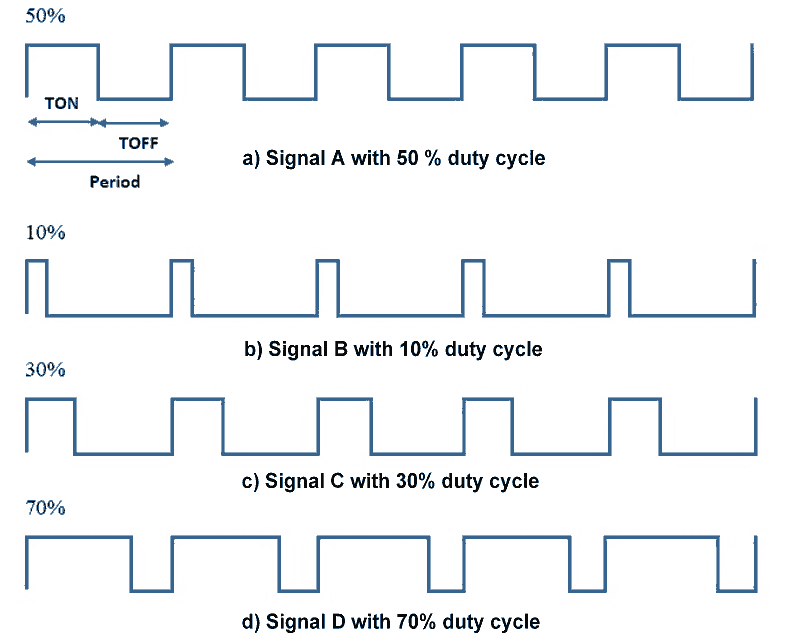 50%
TON
TOFF
a) Signal A with 50 % duty cycle
Period
10%
b) Signal B with 10% duty cycle
30%
c) Signal C with 30% duty cycle
70%
d) Signal D with 70% duty cycle